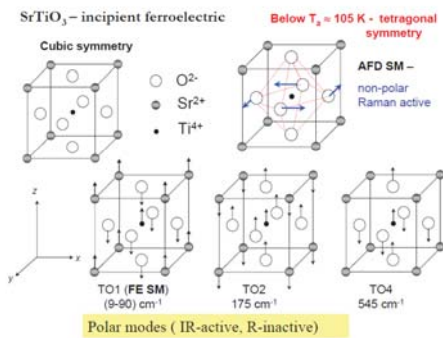 SrTiO₃ – incipient ferroelectric
Below Tₐ ≈ 105 K - tetragonal
symmetry
Cubic symmetry
O²⁻
Sr²⁺
Ti⁴⁺
AFD SM –
non-polar
Raman active
z
x
y
TO1 (FE SM)
(9-90) cm⁻¹
TO2
175 cm⁻¹
TO4
545 cm⁻¹
Polar modes ( IR-active, R-inactive)